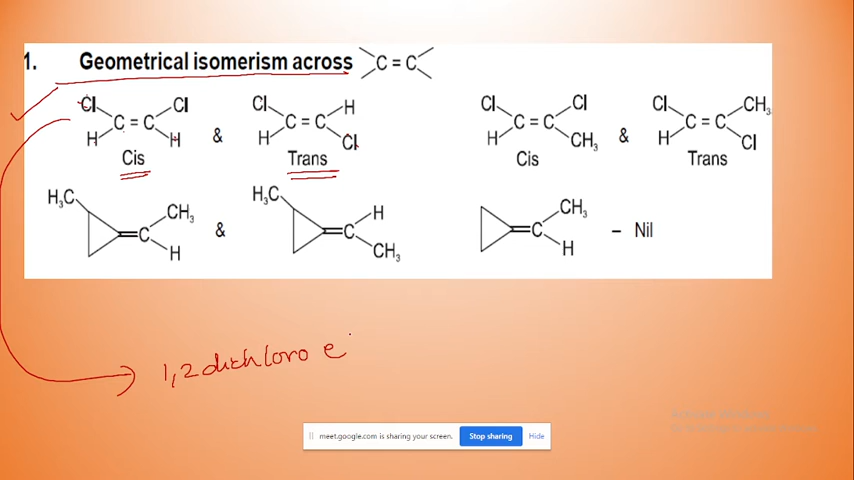 1. Geometrical isomerism across C = C
Cl Cl Cl H Cl Cl Cl CH3
C = C & C = C C = C & C = C
H H H Cl H CH3 H Cl
Cis Trans Cis Trans
H3C CH3 H3C H CH3
C & C C – Nil
H CH3 H
1,2 dichloro e
meet.google.com is sharing your screen. Stop sharing Hide